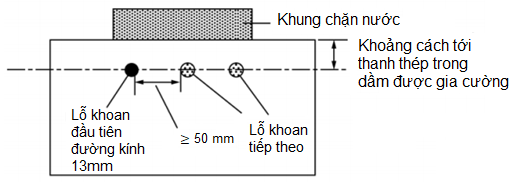 Khung chặn nước
Khoảng cách tới
thanh thép trong
dầm được gia cường
Lỗ khoan
đầu tiên
đường kính
13mm
≥ 50 mm
Lỗ khoan
tiếp theo